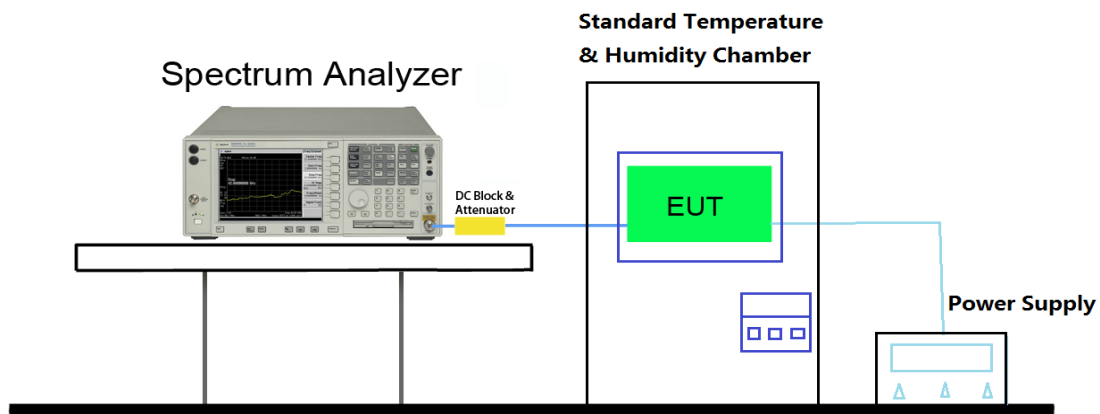 Standard Temperature
& Humidity Chamber
Spectrum Analyzer
DC Block &
Attenuator
EUT
Power Supply